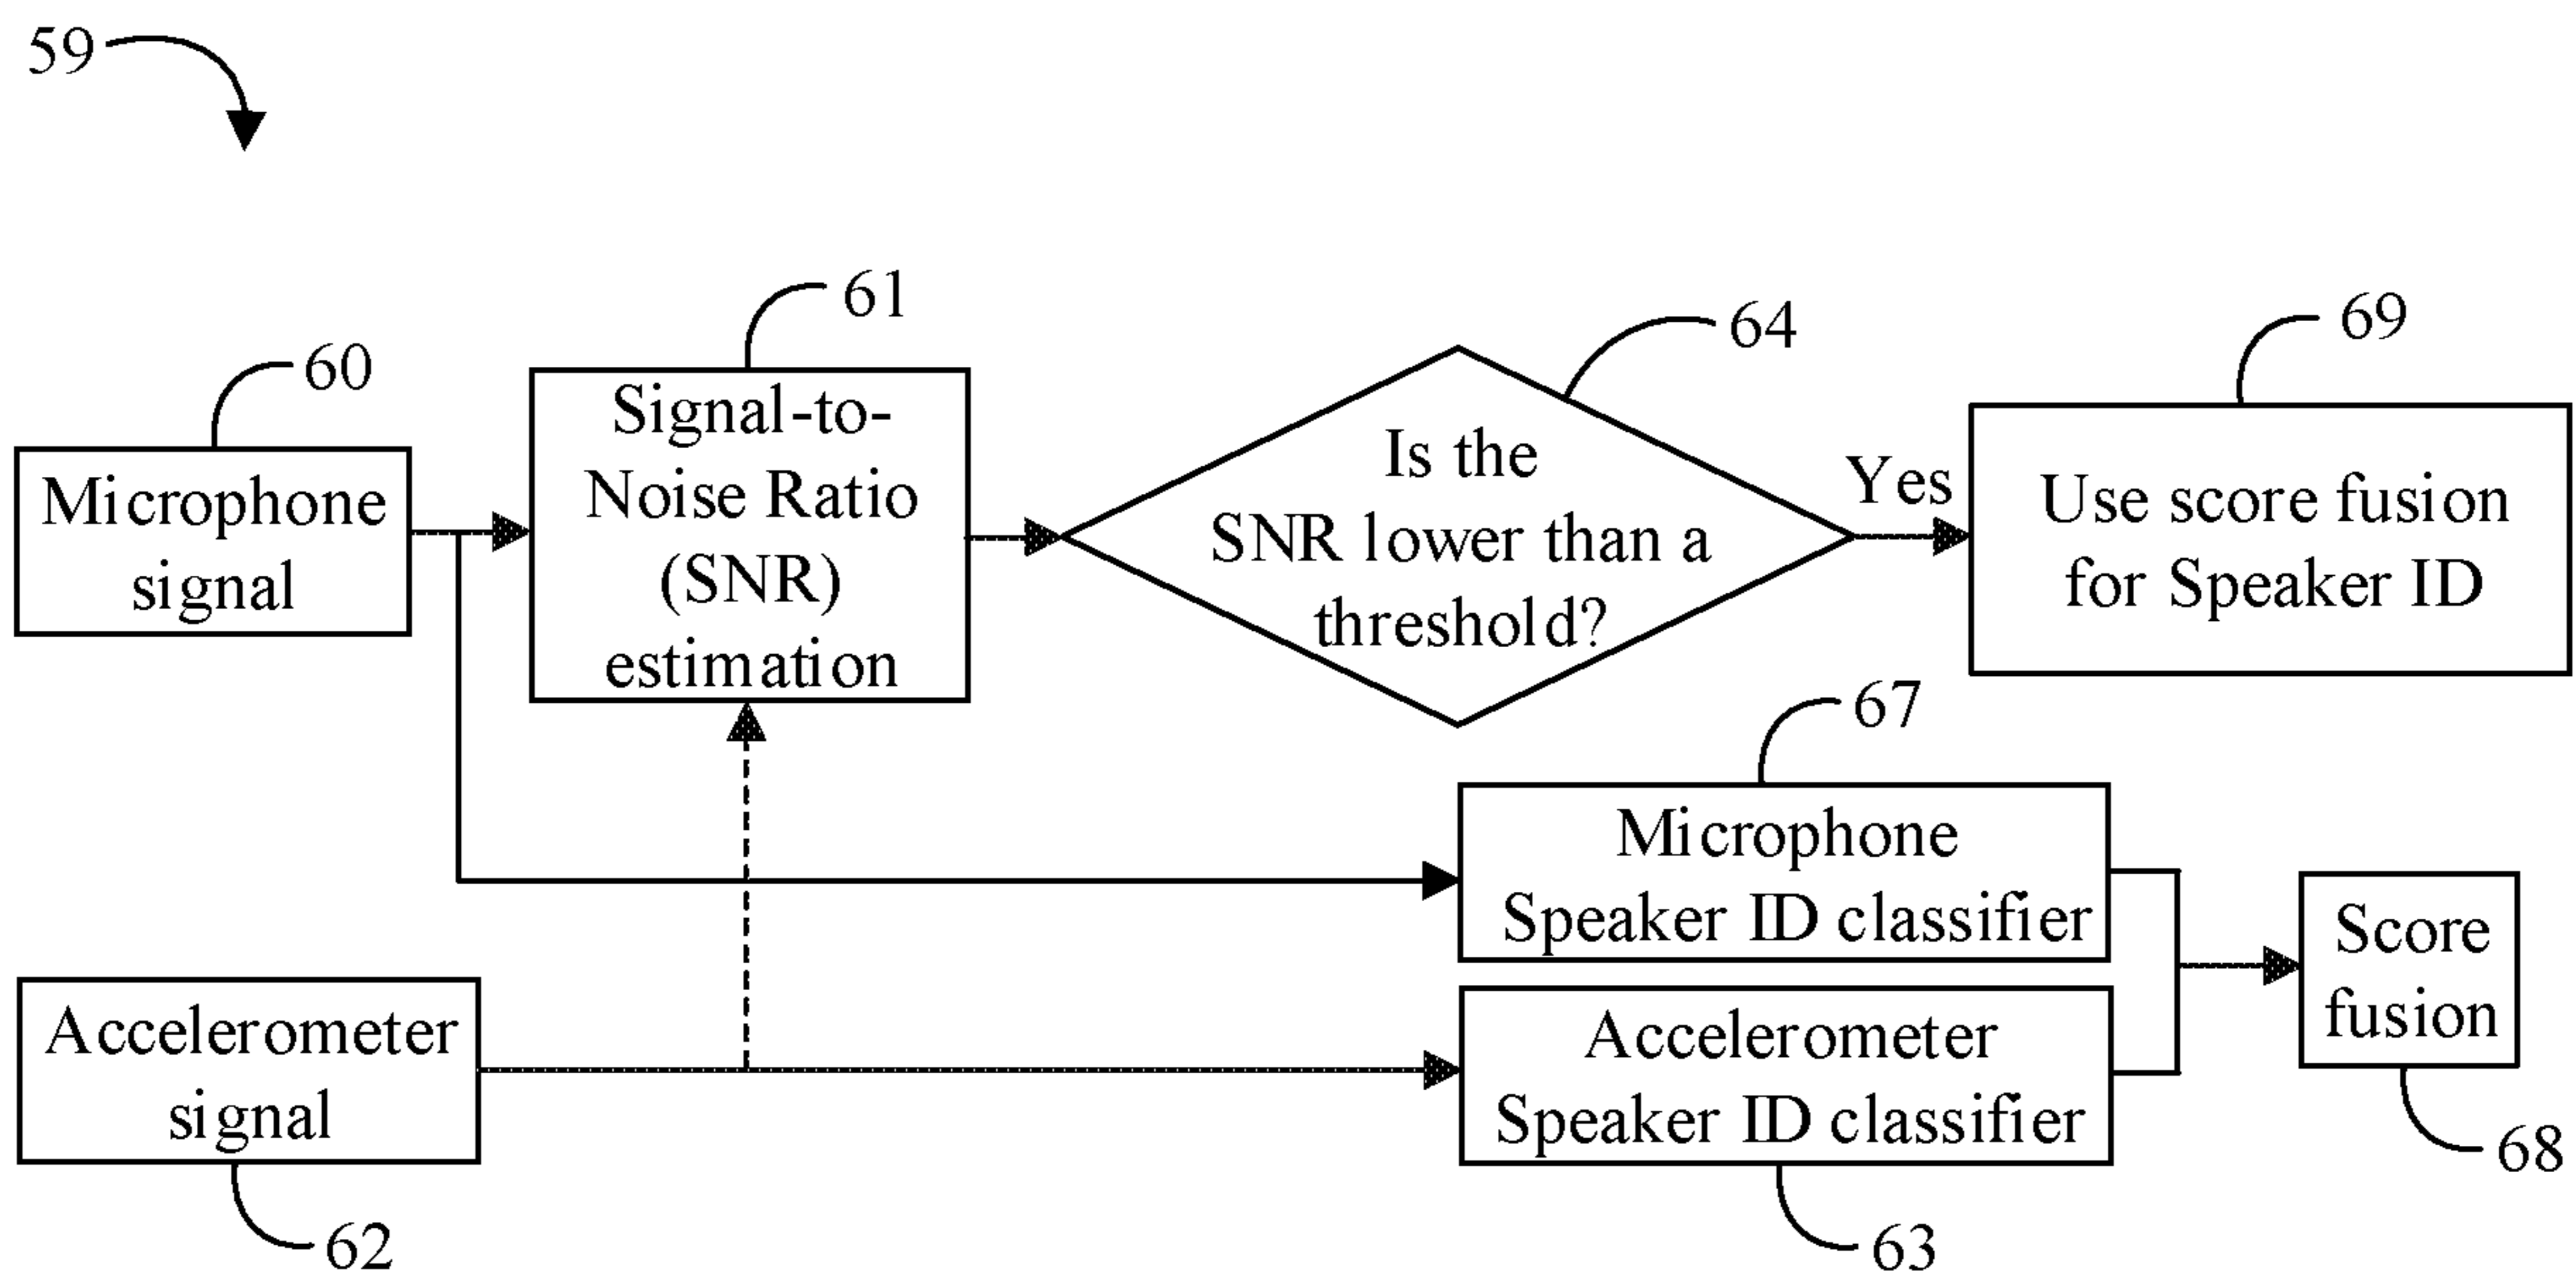 59
60
Microphone
signal
61
Signal-to-
Noise Ratio
(SNR)
estimation
64
Is the
SNR lower than a
threshold?
Yes
69
Use score fusion
for Speaker ID
67
Microphone
Speaker ID classifier
Accelerometer
signal
62
Accelerometer
Speaker ID classifier
63
Score
fusion
68